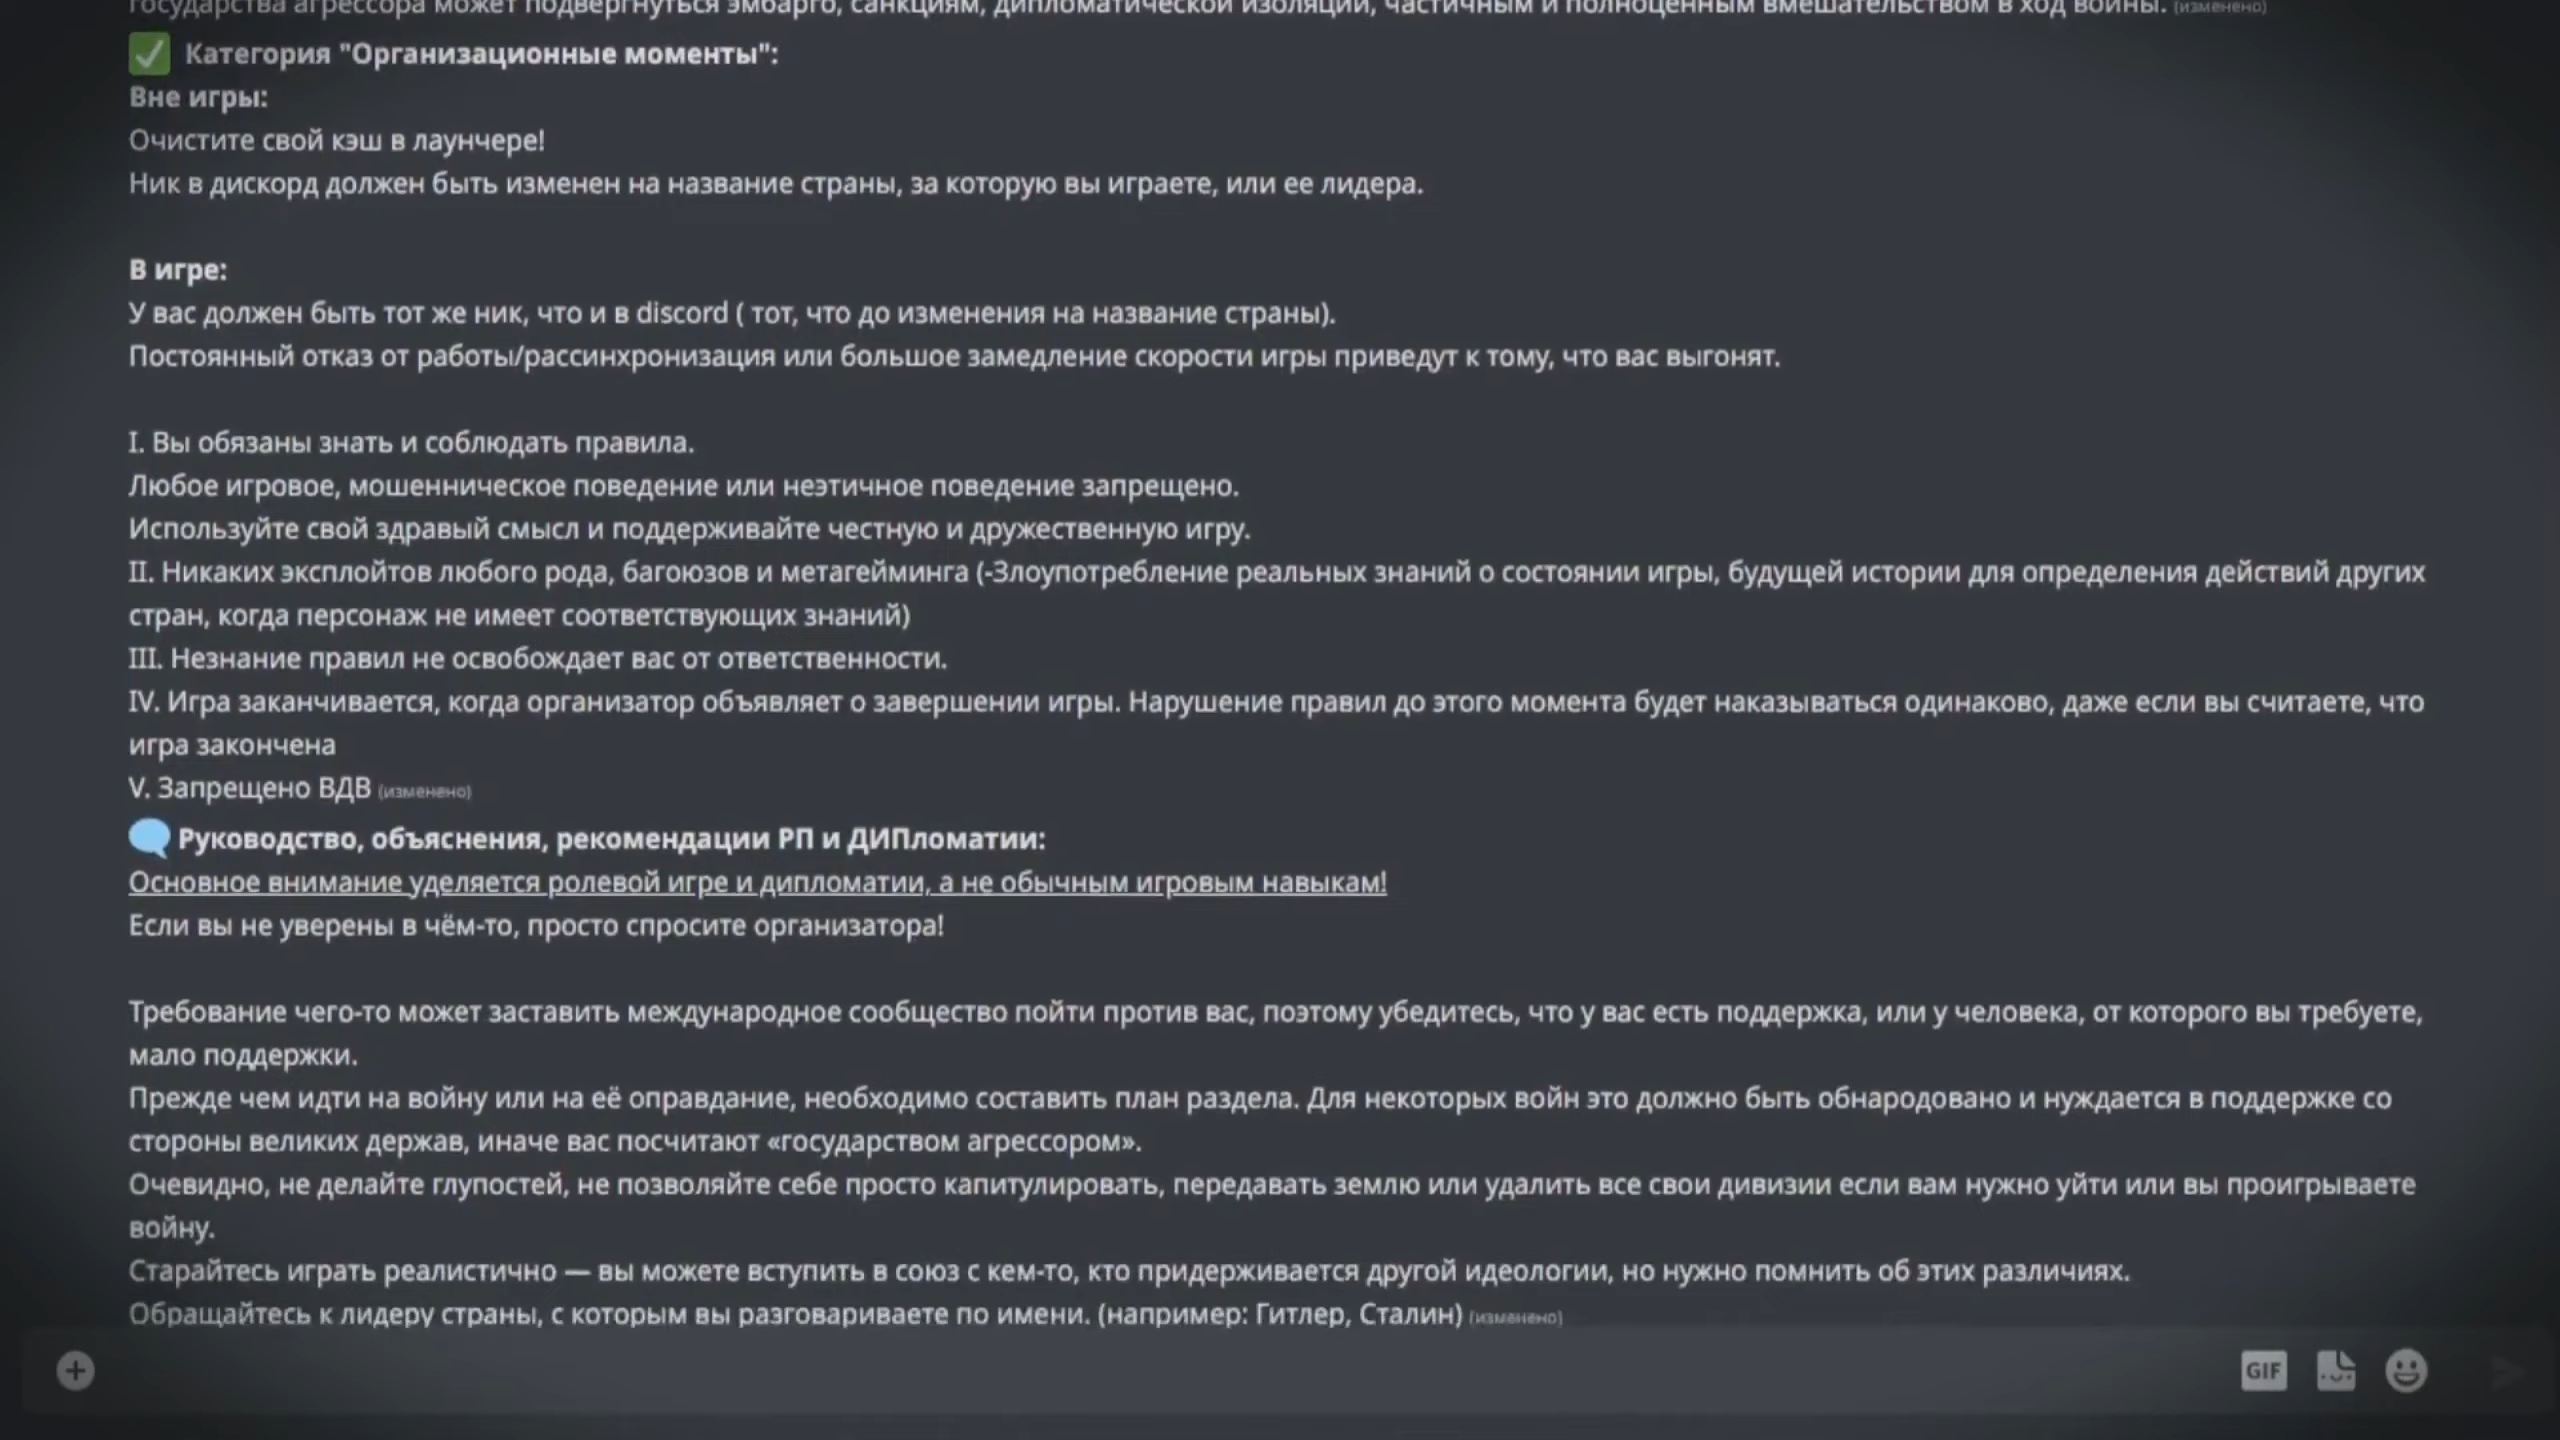 государства агрессора может подвергнуться эмбарго, санкциям, дипломатической изоляции, частичным и полноценным вмешательством в ход войны. (изменено)
Категория "Организационные моменты":
Вне игры:
Очистите свой кэш в лаунчере!
Ник в дискорд должен быть изменен на название страны, за которую вы играете, или ее лидера.
В игре:
У вас должен быть тот же ник, что и в discord ( тот, что до изменения на название страны).
Постоянный отказ от работы/рассинхронизация или большое замедление скорости игры приведут к тому, что вас выгонят.
I. Вы обязаны знать и соблюдать правила.
Любое игровое, мошенническое поведение или неэтичное поведение запрещено.
Используйте свой здравый смысл и поддерживайте честную и дружественную игру.
II. Никаких эксплойтов любого рода, багоюзов и метагейминга (-Злоупотребление реальных знаний о состоянии игры, будущей истории для определения действий других
стран, когда персонаж не имеет соответствующих знаний)
III. Незнание правил не освобождает вас от ответственности.
IV. Игра заканчивается, когда организатор объявляет о завершении игры. Нарушение правил до этого момента будет наказываться одинаково, даже если вы считаете, что
игра закончена
V. Запрещено ВДВ (изменено)
Руководство, объяснения, рекомендации РП и ДИПломатии:
Основное внимание уделяется ролевой игре и дипломатии, а не обычным игровым навыкам!
Если вы не уверены в чём-то, просто спросите организатора!
Требование чего-то может заставить международное сообщество пойти против вас, поэтому убедитесь, что у вас есть поддержка, или у человека, от которого вы требуете,
мало поддержки.
Прежде чем идти на войну или на её оправдание, необходимо составить план раздела. Для некоторых войн это должно быть обнародовано и нуждается в поддержке со
стороны великих держав, иначе вас посчитают «государством агрессором».
Очевидно, не делайте глупостей, не позволяйте себе просто капитулировать, передавать землю или удалить все свои дивизии если вам нужно уйти или вы проигрываете
войну.
Старайтесь играть реалистично — вы можете вступить в союз с кем-то, кто придерживается другой идеологии, но нужно помнить об этих различиях.
Обращайтесь к лидеру страны, с которым вы разговариваете по имени. (например: Гитлер, Сталин) (изменено)
GIF